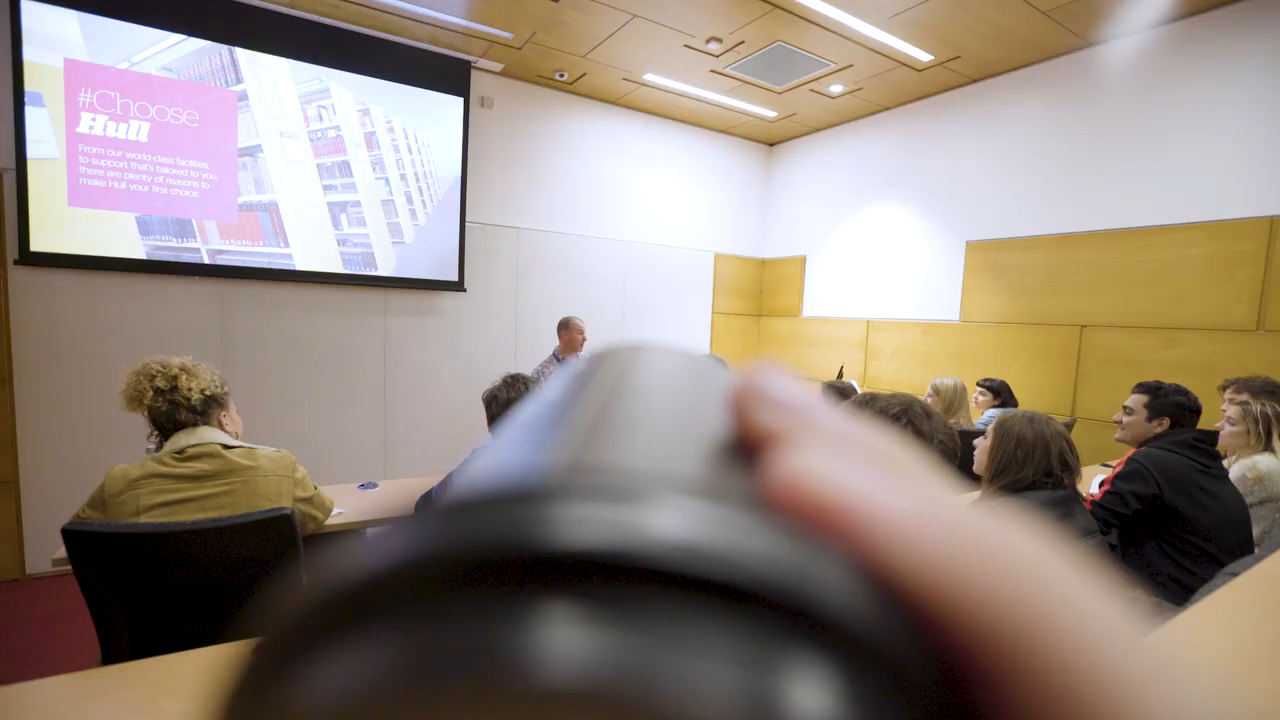 #Choose
Hull
From our world class facilities,
to support that's tailored to you,
there are plenty of reasons to
make Hull your first choice.